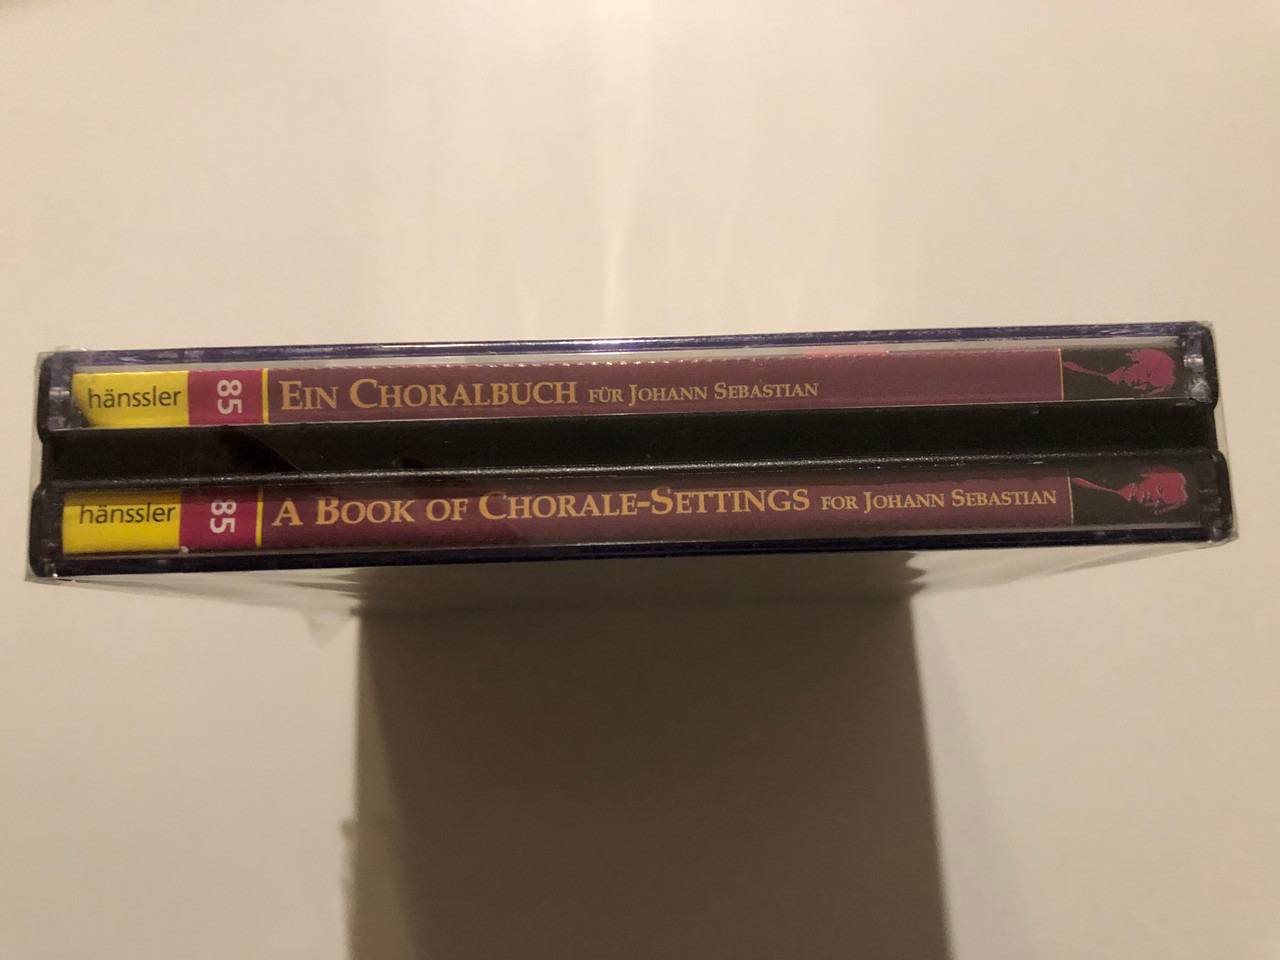 hänssler 85 EIN CHORALBUCH FÜR JOHANN SEBASTIAN
hänssler 85 A BOOK OF CHORALE-SETTINGS FOR JOHANN SEBASTIAN